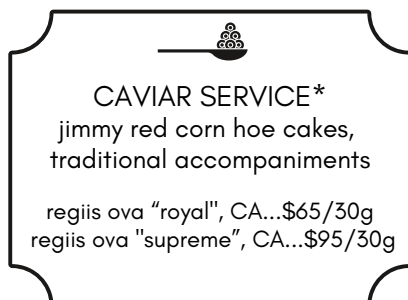 CAVIAR SERVICE*
jimmy red corn hoe cakes,
traditional accompaniments
regiis ova “royal", CA...$65/30g
regiis ova "supreme”, CA...$95/30g